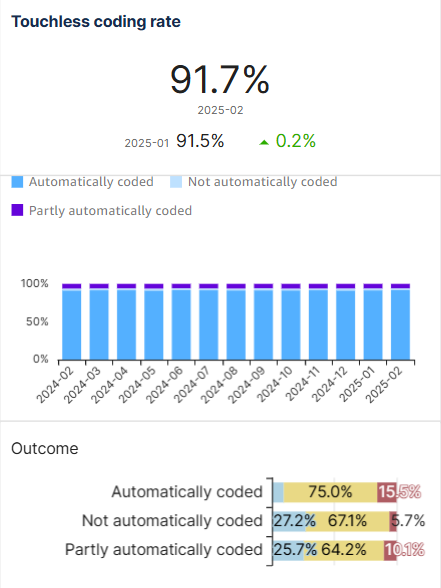 Touchless coding rate
91.7%
2025-02
2025-01 91.5% 0.2%
Automatically coded Not automatically coded
Partly automatically coded
100%
50%
0%
2024-02 2024-03 2024-04 2024-05 2024-06 2024-07 2024-08 2024-09 2024-10 2024-11 2024-12 2025-01 2025-02
Outcome
Automatically coded 75.0% 15.5%
Not automatically coded 27.2% 67.1% 5.7%
Partly automatically coded 25.7% 64.2% 10.1%